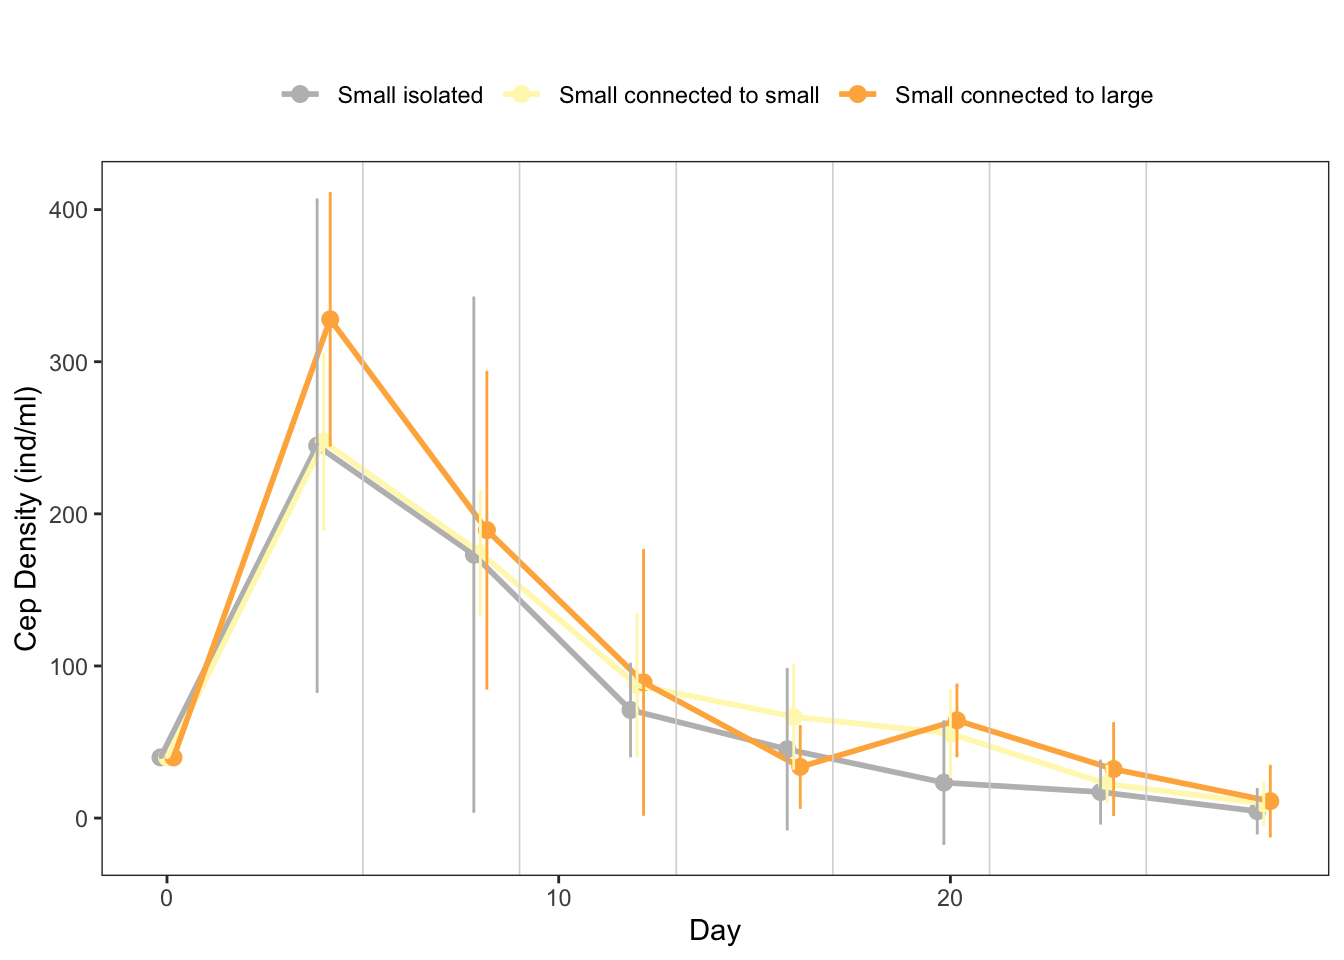 Small isolated Small connected to small Small connected to large
Cep Density (ind/ml)
400
300
200
100
0
0 10 20
Day